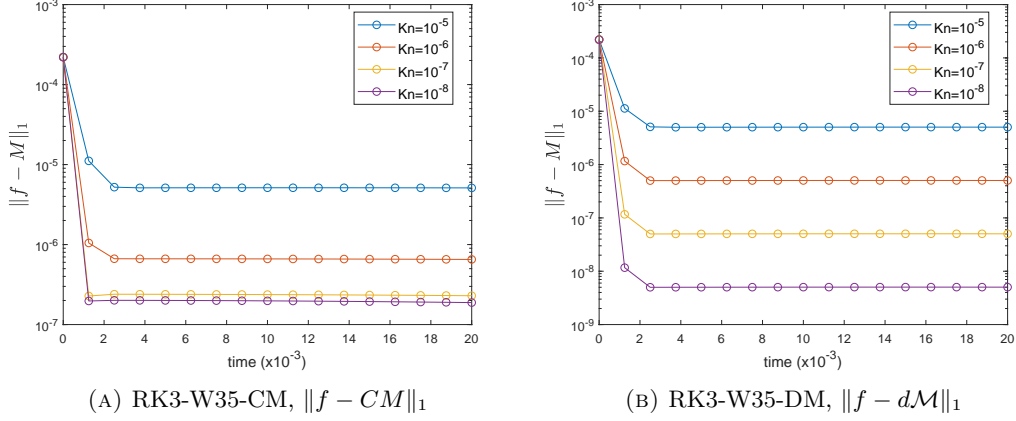 10^-3
10^-4
10^-5
10^-6
10^-7
‖f − M‖_1
0 2 4 6 8 10 12 14 16 18 20
time (x10^-3)
Kn=10^-5
Kn=10^-6
Kn=10^-7
Kn=10^-8
(A) RK3-W35-CM, ‖f − CM‖_1
10^-3
10^-4
10^-5
10^-6
10^-7
10^-8
10^-9
‖f − M‖_1
0 2 4 6 8 10 12 14 16 18 20
time (x10^-3)
Kn=10^-5
Kn=10^-6
Kn=10^-7
Kn=10^-8
(B) RK3-W35-DM, ‖f − dℳ‖_1